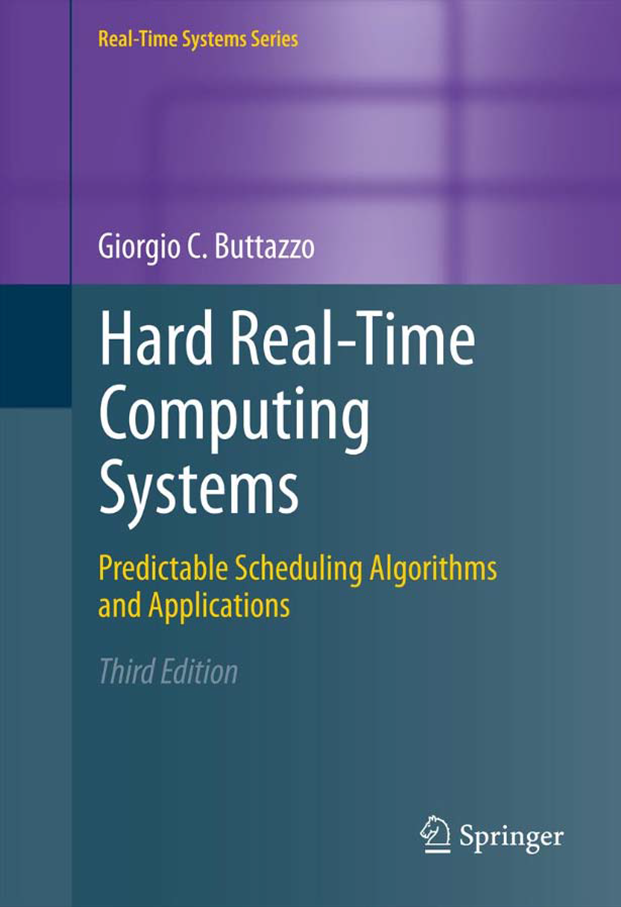 Real-Time Systems Series
Giorgio C. Buttazzo
Hard Real-Time
Computing
Systems
Predictable Scheduling Algorithms
and Applications
Third Edition
Springer